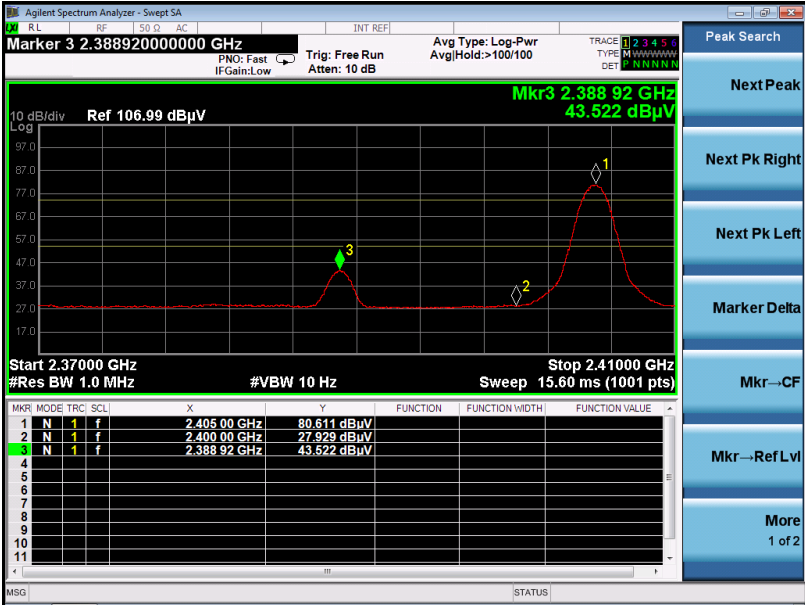 Agilent Spectrum Analyzer - Swept SA
LXI RL RF 50 Ω AC INT REF
Marker 3 2.388920000000 GHz
PNO: Fast
IFGain:Low
Trig: Free Run
Atten: 10 dB
Avg Type: Log-Pwr
Avg|Hold:>100/100
TRACE 1 2 3 4 5 6
TYPE M W W W W W
DET P N N N N N
Mkr3 2.388 92 GHz
43.522 dBµV
10 dB/div Ref 106.99 dBµV
Log
97.0
87.0
77.0
67.0
57.0
47.0
37.0
27.0
17.0
1
2
3
Start 2.37000 GHz Stop 2.41000 GHz
#Res BW 1.0 MHz #VBW 10 Hz Sweep 15.60 ms (1001 pts)
MKR MODE TRC SCL X Y FUNCTION FUNCTION WIDTH FUNCTION VALUE
1 N 1 f 2.405 00 GHz 80.611 dBµV
2 N 1 f 2.400 00 GHz 27.929 dBµV
3 N 1 f 2.388 92 GHz 43.522 dBµV
4
5
6
7
8
9
10
11
MSG STATUS
Peak Search
Next Peak
Next Pk Right
Next Pk Left
Marker Delta
Mkr→CF
Mkr→Ref Lvl
More
1 of 2